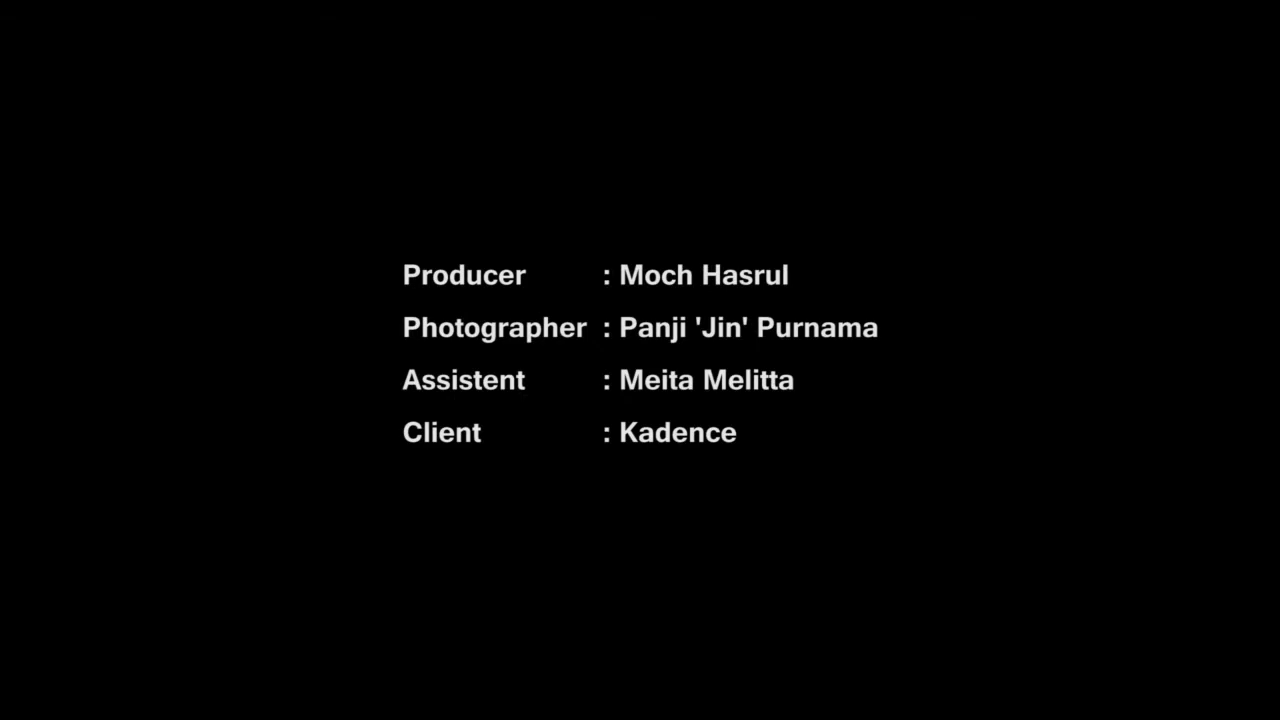 Producer : Moch Hasrul
Photographer : Panji 'Jin' Purnama
Assistent : Meita Melitta
Client : Kadence